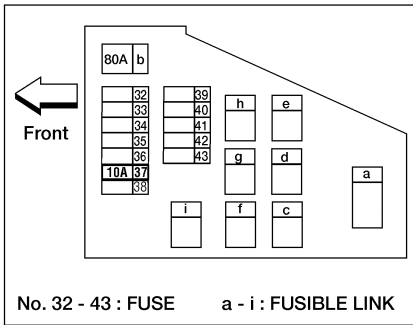 80A b
Front
32
33
34
35
36
10A 37
38
39
40
41
42
43
h e
g d
a
i f c
No. 32 - 43 : FUSE a - i : FUSIBLE LINK